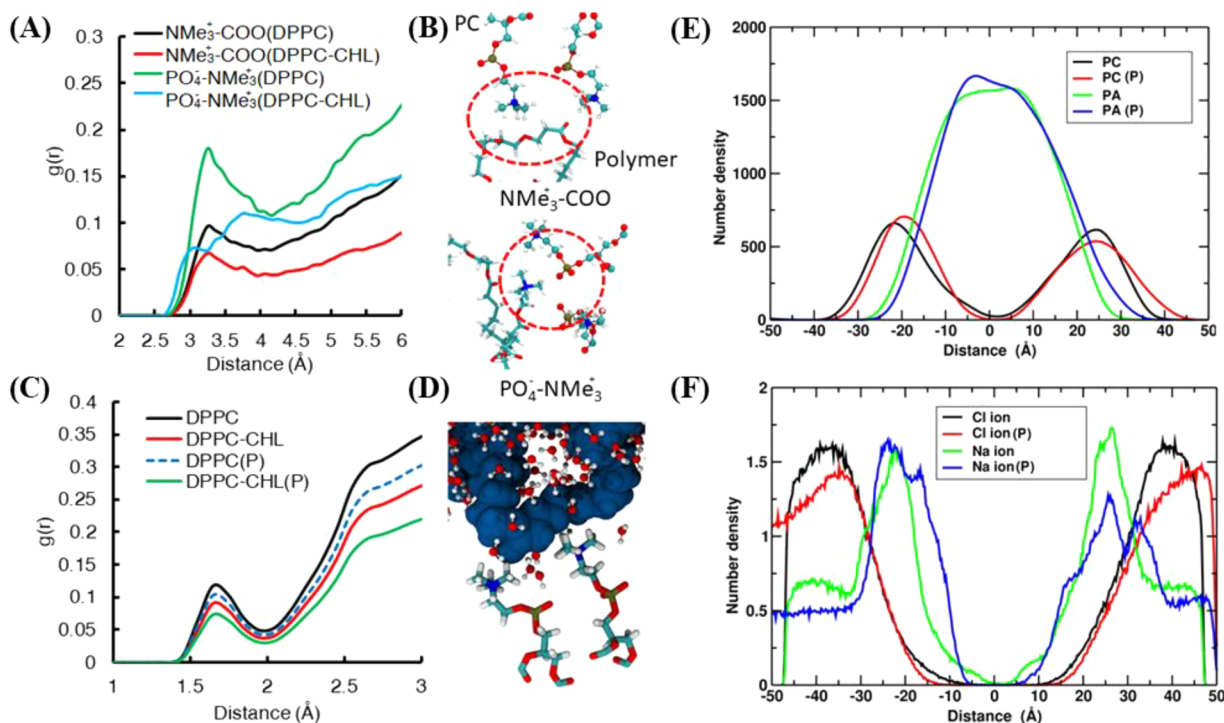 (A)
0.3
0.25
0.2
0.15
0.1
0.05
0
g(r)
NMe₃⁺-COO(DPPC)
NMe₃⁺-COO(DPPC-CHL)
PO₄⁻-NMe₃⁺(DPPC)
PO₄⁻-NMe₃⁺(DPPC-CHL)
2 2.5 3 3.5 4 4.5 5 5.5 6
Distance (Å)
(B)
PC
Polymer
NMe₃⁺-COO
PO₄⁻-NMe₃⁺
(C)
0.4
0.35
0.3
0.25
0.2
0.15
0.1
0.05
0
g(r)
DPPC
DPPC-CHL
DPPC(P)
DPPC-CHL(P)
1 1.5 2 2.5 3
Distance (Å)
(D)
(E)
2000
1500
1000
500
0
Number density
PC
PC (P)
PA
PA (P)
-50 -40 -30 -20 -10 0 10 20 30 40 50
Distance (Å)
(F)
2
1.5
1
0.5
0
Number density
Cl ion
Cl ion(P)
Na ion
Na ion(P)
-50 -40 -30 -20 -10 0 10 20 30 40 50
Distance (Å)